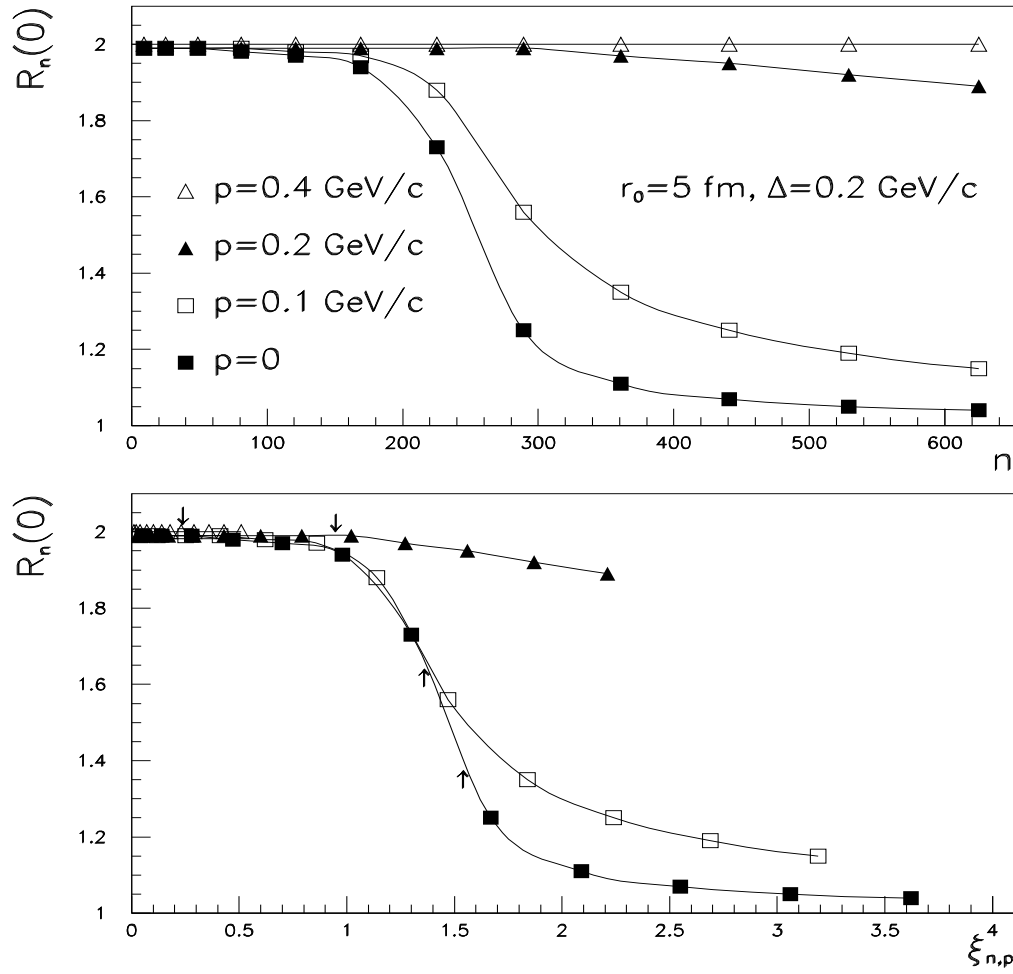 R_n(0)
2
1.8
1.6
1.4
1.2
1
△ p=0.4 GeV/c
▲ p=0.2 GeV/c
□ p=0.1 GeV/c
■ p=0
r_0=5 fm, Δ=0.2 GeV/c
0 100 200 300 400 500 600
n
R_n(0)
2
1.8
1.6
1.4
1.2
1
0 0.5 1 1.5 2 2.5 3 3.5 4
ξ_{n,p}